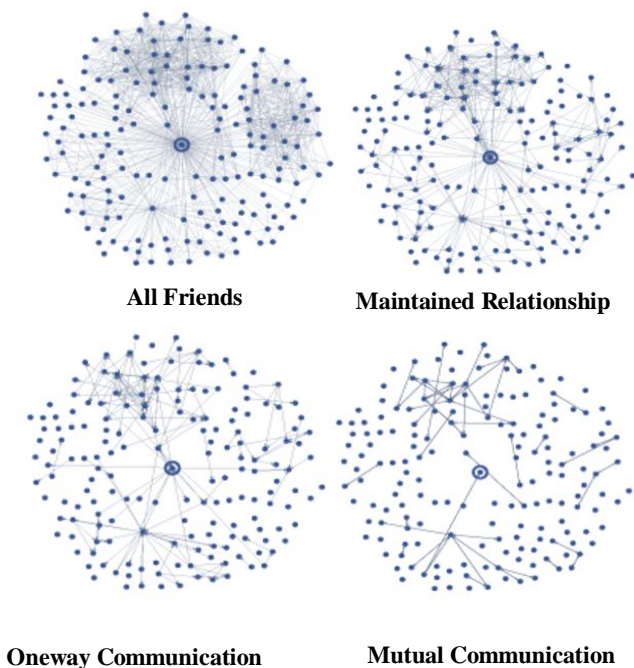 All Friends
Maintained Relationship
Oneway Communication
Mutual Communication